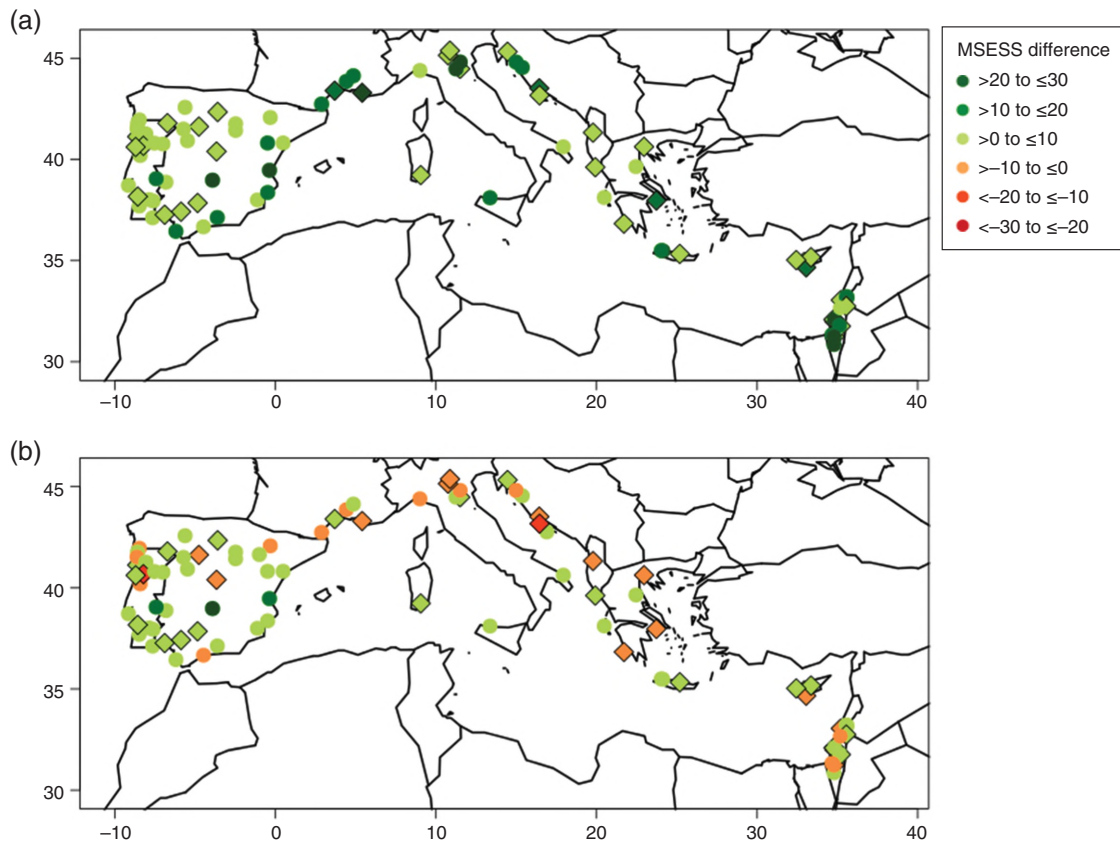 (a)
45
40
35
30
−10 0 10 20 30 40
MSESS difference
>20 to ≤30
>10 to ≤20
>0 to ≤10
>−10 to ≤0
<−20 to ≤−10
<−30 to ≤−20
(b)
45
40
35
30
−10 0 10 20 30 40